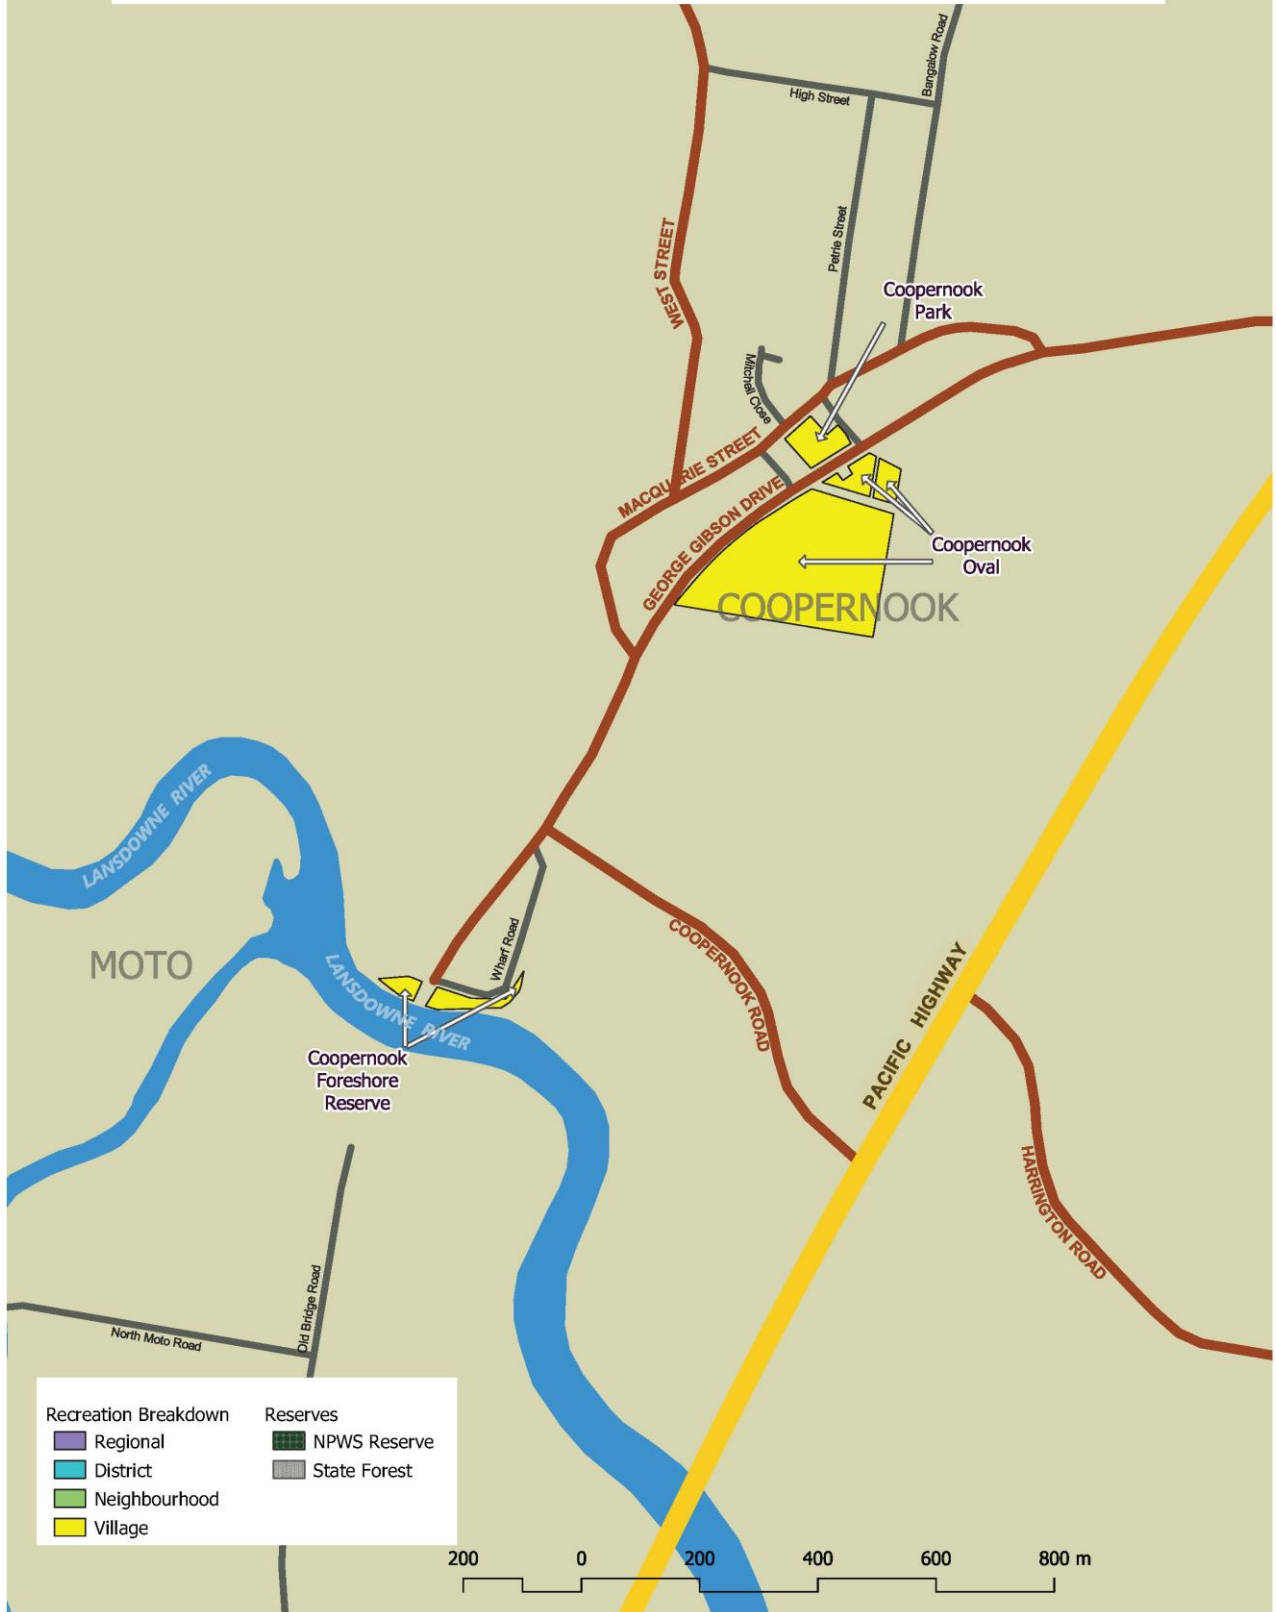 Bangalow Road
High Street
Petrie Street
WEST STREET
Coopernook
Park
Mitchell Close
MACQUARIE STREET
GEORGE GIBSON DRIVE
Coopernook
Oval
COOPERNOOK
LANSDOWNE RIVER
MOTO
Wharf Road
COOPERNOOK ROAD
LANSDOWNE RIVER
PACIFIC HIGHWAY
Coopernook
Foreshore
Reserve
HARRINGTON ROAD
Old Bridge Road
North Moto Road
Recreation Breakdown
Regional
District
Neighbourhood
Village
Reserves
NPWS Reserve
State Forest
200 0 200 400 600 800 m